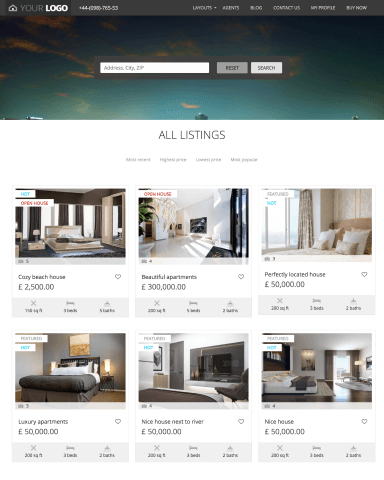 YOUR LOGO +44-(098)-765-53 LAYOUTS AGENTS BLOG CONTACT US MY PROFILE BUY NOW
Address, City, ZIP RESET SEARCH
ALL LISTINGS
Most recent Highest price Lowest price Most popular
HOT
OPEN HOUSE
5
Cozy beach house
£ 2,500.00
150 sq ft 3 beds 5 baths
OPEN HOUSE
4
Beautiful apartments
£ 300,000.00
200 sq ft 5 beds 2 baths
FEATURED
HOT
3
Perfectly located house
£ 50,000.00
200 sq ft 3 beds 2 baths
FEATURED
HOT
3
Luxury apartments
£ 50,000.00
200 sq ft 3 beds 2 baths
FEATURED
HOT
4
Nice house next to river
£ 50,000.00
200 sq ft 3 beds 2 baths
FEATURED
HOT
4
Nice house
£ 50,000.00
200 sq ft 3 beds 2 baths